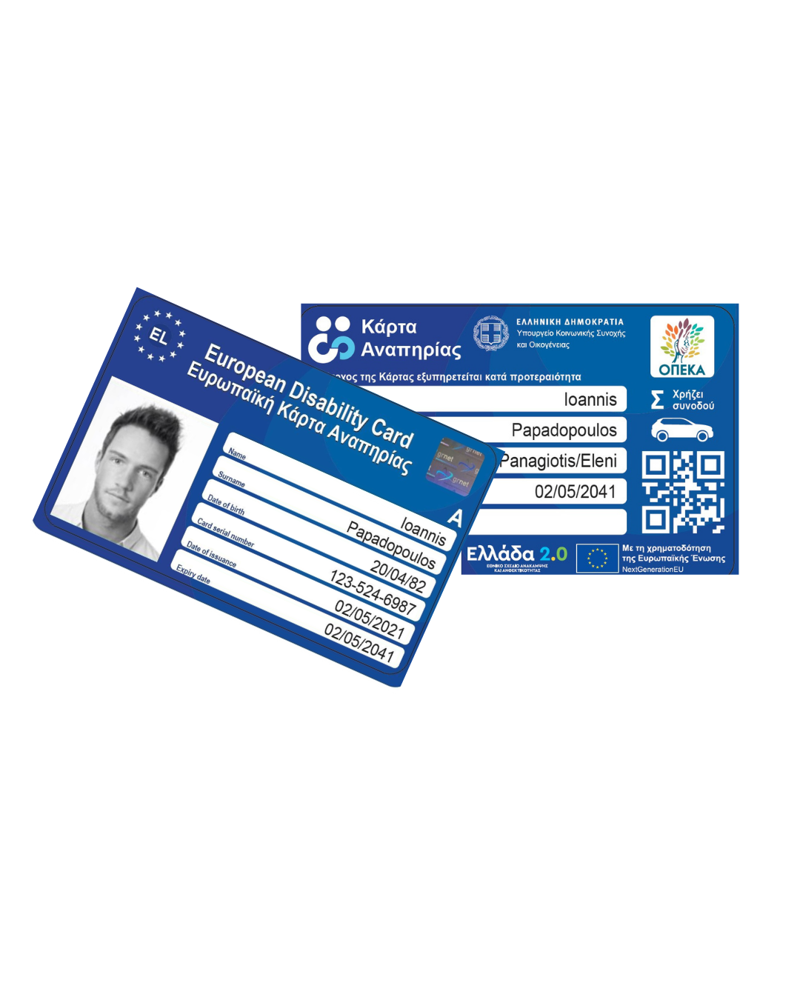 EL
European Disability Card
Ευρωπαϊκή Κάρτα Αναπηρίας
grnet
grnet
A
Name
Ioannis
Surname
Papadopoulos
Date of birth
20/04/82
Card serial number
123-524-6987
Date of issuance
02/05/2021
Expiry date
02/05/2041
Κάρτα
Αναπηρίας
ΕΛΛΗΝΙΚΗ ΔΗΜΟΚΡΑΤΙΑ
Υπουργείο Κοινωνικής Συνοχής
και Οικογένειας
ΟΠΕΚΑ
της Κάρτας εξυπηρετείται κατά προτεραιότητα
Ioannis
Papadopoulos
Panagiotis/Eleni
02/05/2041
Σ Χρήζει
συνοδού
Ελλάδα 2.0
ΕΘΝΙΚΟ ΣΧΕΔΙΟ ΑΝΑΚΑΜΨΗΣ
ΚΑΙ ΑΝΘΕΚΤΙΚΟΤΗΤΑΣ
Με τη χρηματοδότηση
της Ευρωπαϊκής Ένωσης
NextGenerationEU